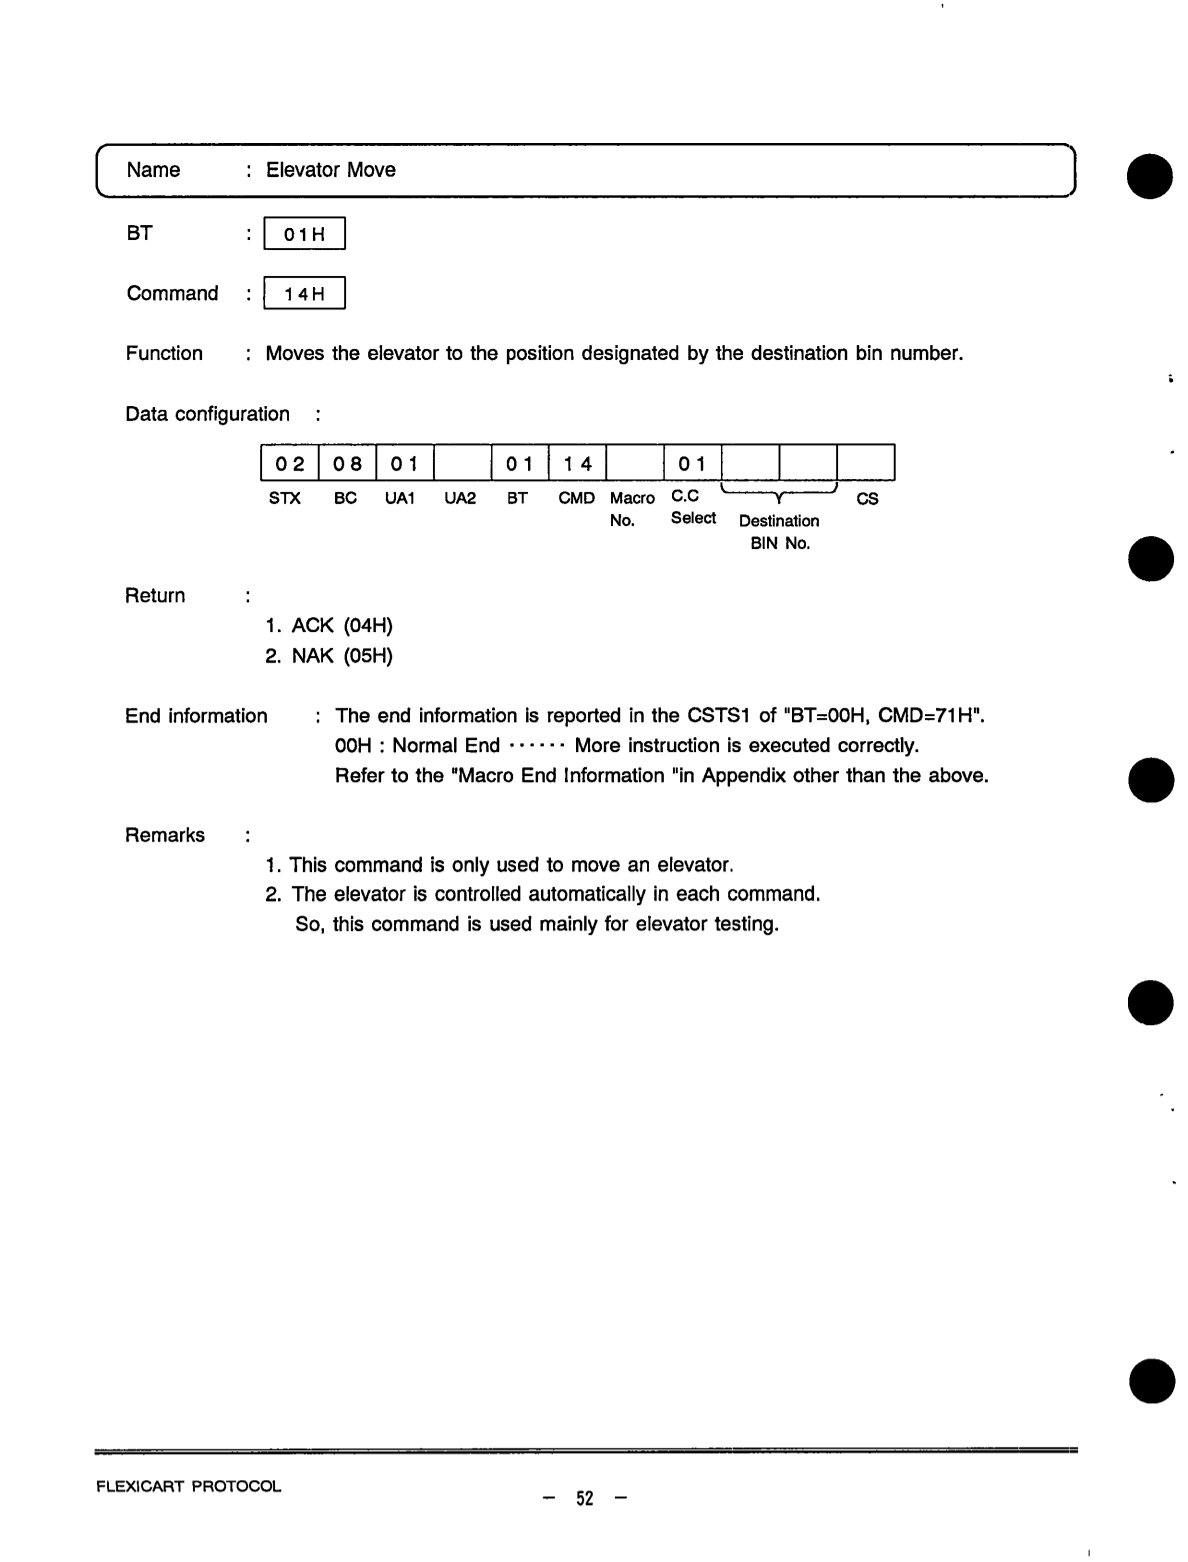 Name : Elevator Move
BT : 01H
Command : 14H
Function : Moves the elevator to the position designated by the destination bin number.
Data configuration :
02 08 01 01 14 01
STX BC UA1 UA2 BT CMD Macro No. C.C Select Destination BIN No. CS
Return :
1. ACK (04H)
2. NAK (05H)
End information : The end information is reported in the CSTS1 of "BT=00H, CMD=71H".
00H : Normal End ······ More instruction is executed correctly.
Refer to the "Macro End Information "in Appendix other than the above.
Remarks :
1. This command is only used to move an elevator.
2. The elevator is controlled automatically in each command.
So, this command is used mainly for elevator testing.
FLEXICART PROTOCOL
– 52 –